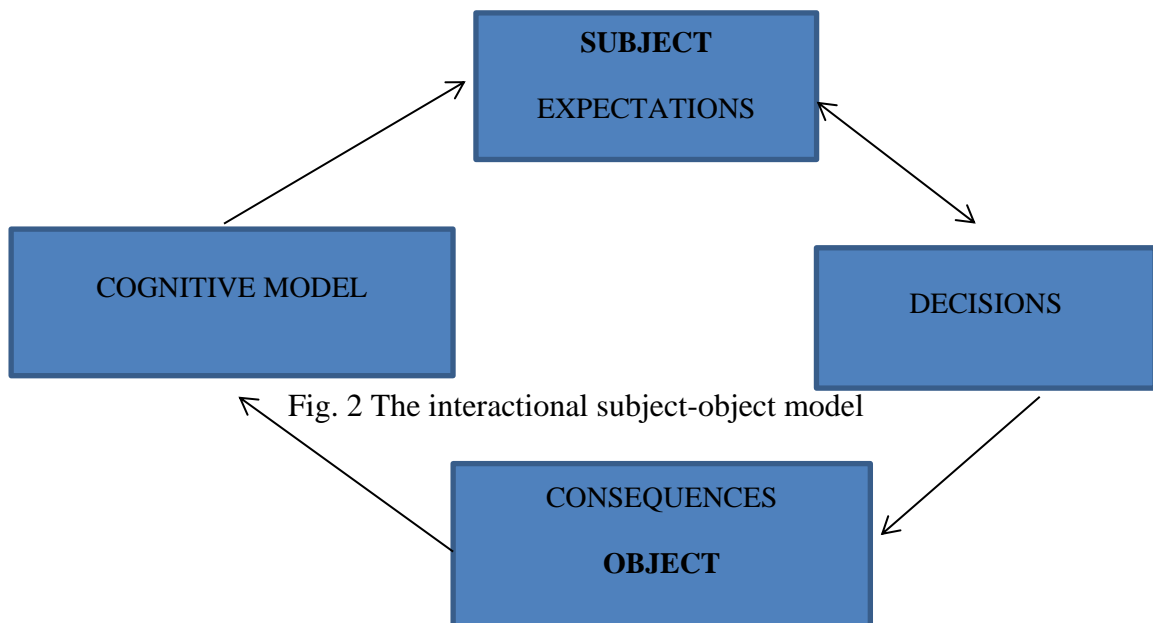 SUBJECT
EXPECTATIONS
COGNITIVE MODEL
DECISIONS
Fig. 2 The interactional subject-object model
CONSEQUENCES
OBJECT